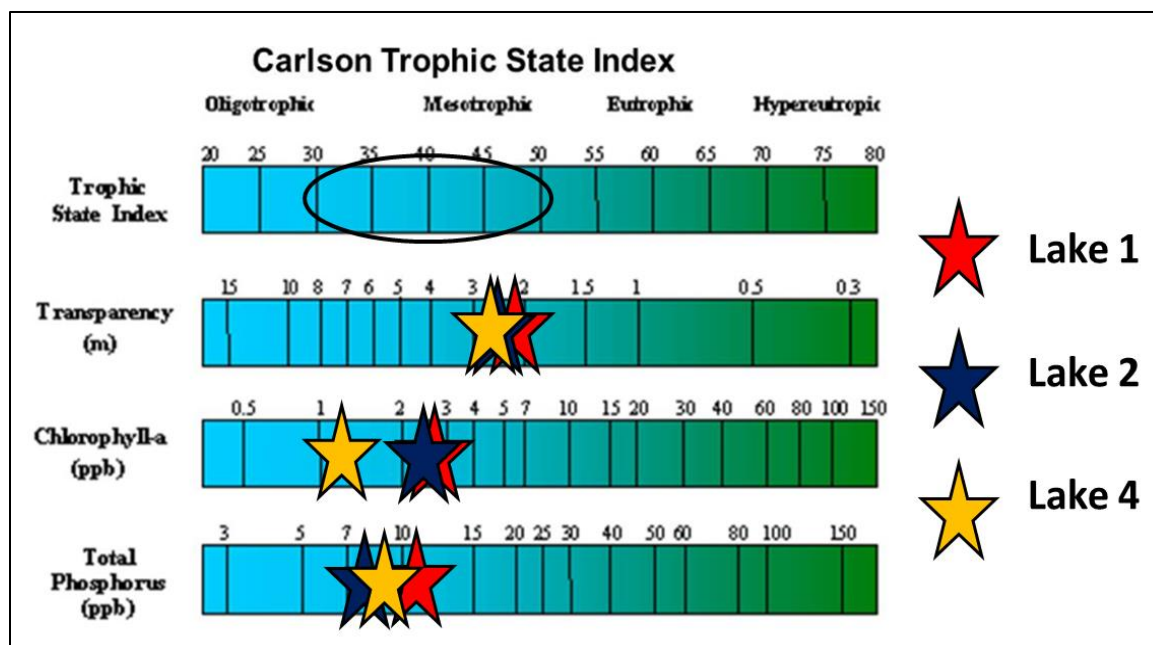 Carlson Trophic State Index
Oligotrophic Mesotrophic Eutrophic Hypereutropic
20 25 30 35 40 45 50 55 60 65 70 75 80
Trophic
State Index
15 10 8 7 6 5 4 3 2 1.5 1 0.5 0.3
Transparency
(m)
0.5 1 2 3 4 5 7 10 15 20 30 40 60 80 100 150
Chlorophyll-a
(ppb)
3 5 7 10 15 20 25 30 40 50 60 80 100 150
Total
Phosphorus
(ppb)
Lake 1
Lake 2
Lake 4